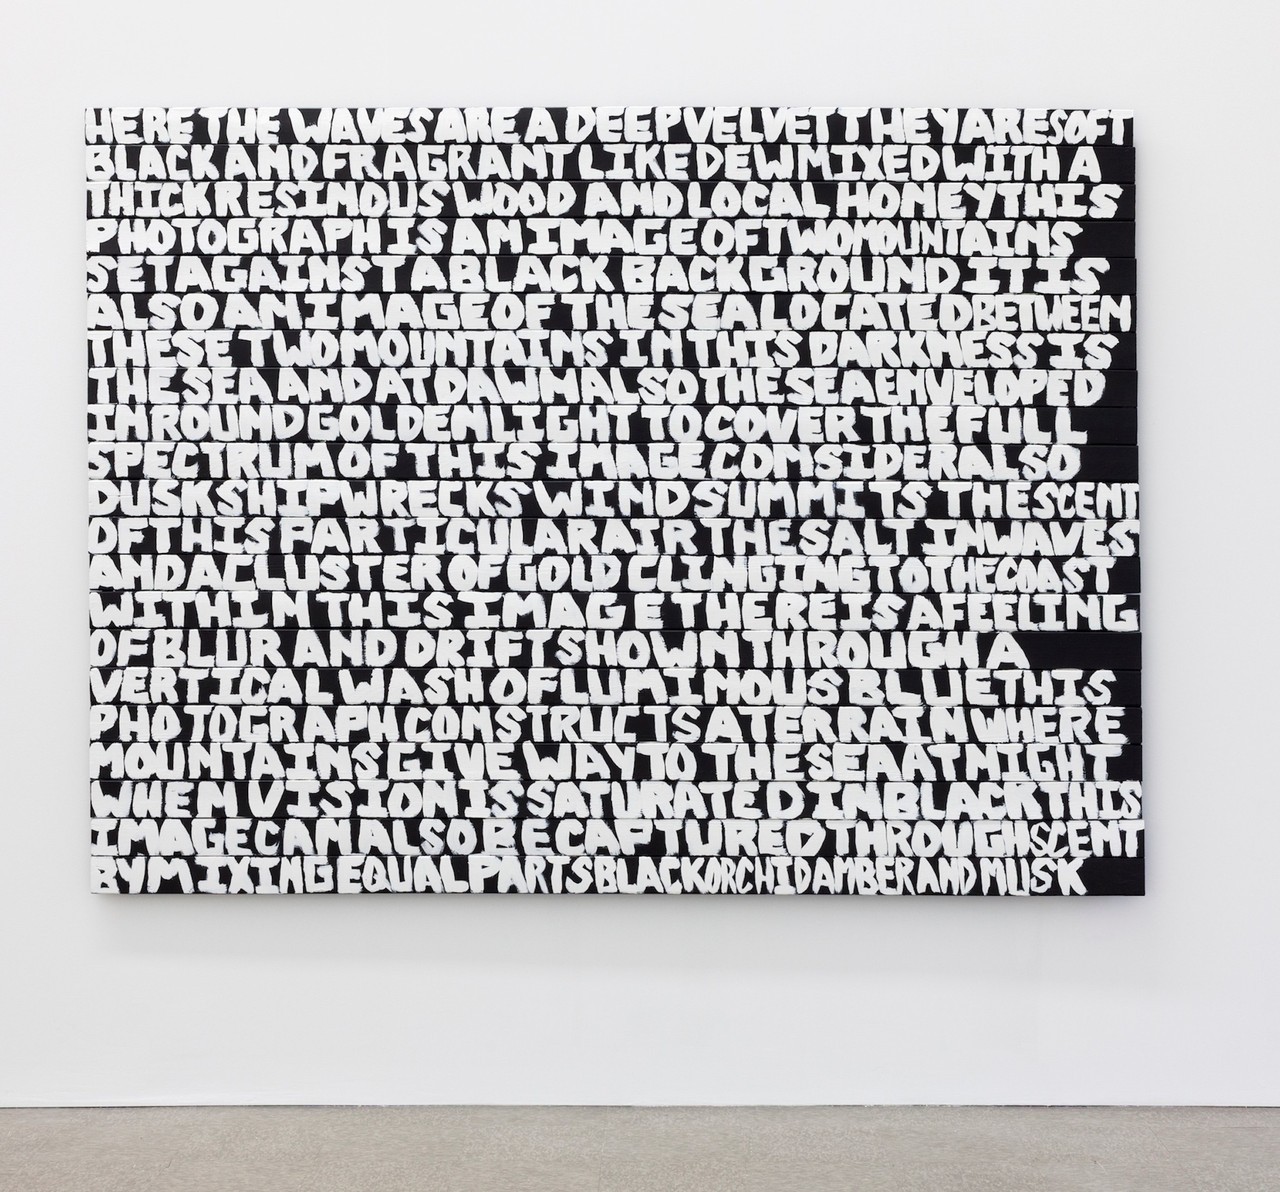 HERE THE WAVES ARE A DEEP VELVET THEY ARE SOFT
BLACK AND FRAGRANT LIKE DEW MIXED WITH A
THICK RESINOUS WOOD AND LOCAL HONEY THIS
PHOTOGRAPH IS AN IMAGE OF TWO MOUNTAINS
SET AGAINST A BLACK BACKGROUND IT IS
ALSO AN IMAGE OF THE SEA LOCATED BETWEEN
THESE TWO MOUNTAINS IN THIS DARKNESS IS
THE SEA AND AT DAWN ALSO THE SEA ENVELOPED
IN ROUND GOLDEN LIGHT TO COVER THE FULL
SPECTRUM OF THIS IMAGE CONSIDER ALSO
DUSK SHIPWRECKS WIND SUMMITS THE SCENT
OF THIS PARTICULAR AIR THE SALT IN WAVES
AND A CLUSTER OF GOLD CLINGING TO THE COAST
WITHIN THIS IMAGE THERE IS A FEELING
OF BLUR AND DRIFT SHOWN THROUGH A
VERTICAL WASH OF LUMINOUS BLUE THIS
PHOTOGRAPH CONSTRUCTS A TERRAIN WHERE
MOUNTAINS GIVE WAY TO THE SEA AT NIGHT
WHEN VISION IS SATURATED IN BLACK THIS
IMAGE CAN ALSO BE CAPTURED THROUGH SCENT
BY MIXING EQUAL PARTS BLACK ORCHID AMBER AND MUSK